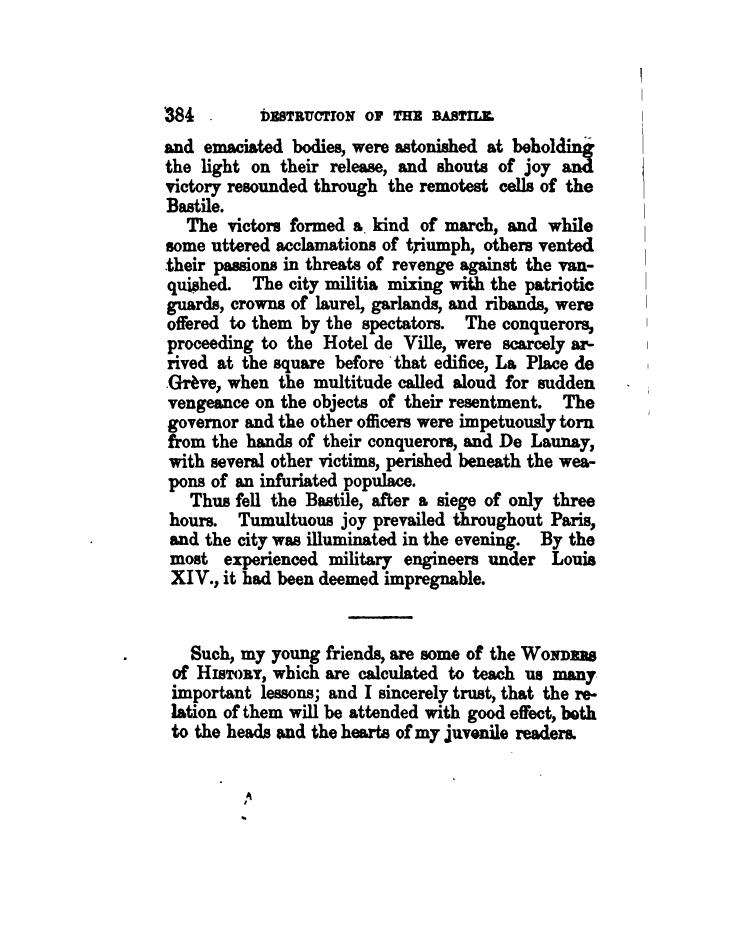 384 DESTRUCTION OF THE BASTILE.
and emaciated bodies, were astonished at beholding
the light on their release, and shouts of joy and
victory resounded through the remotest cells of the
Bastile.
The victors formed a kind of march, and while
some uttered acclamations of triumph, others vented
their passions in threats of revenge against the van-
quished. The city militia mixing with the patriotic
guards, crowns of laurel, garlands, and ribands, were
offered to them by the spectators. The conquerors,
proceeding to the Hotel de Ville, were scarcely ar-
rived at the square before that edifice, La Place de
Grève, when the multitude called aloud for sudden
vengeance on the objects of their resentment. The
governor and the other officers were impetuously torn
from the hands of their conquerors, and De Launay,
with several other victims, perished beneath the wea-
pons of an infuriated populace.
Thus fell the Bastile, after a siege of only three
hours. Tumultuous joy prevailed throughout Paris,
and the city was illuminated in the evening. By the
most experienced military engineers under Louis
XIV., it had been deemed impregnable.
Such, my young friends, are some of the WONDERS
of HISTORY, which are calculated to teach us many
important lessons; and I sincerely trust, that the re-
lation of them will be attended with good effect, both
to the heads and the hearts of my juvenile readers.